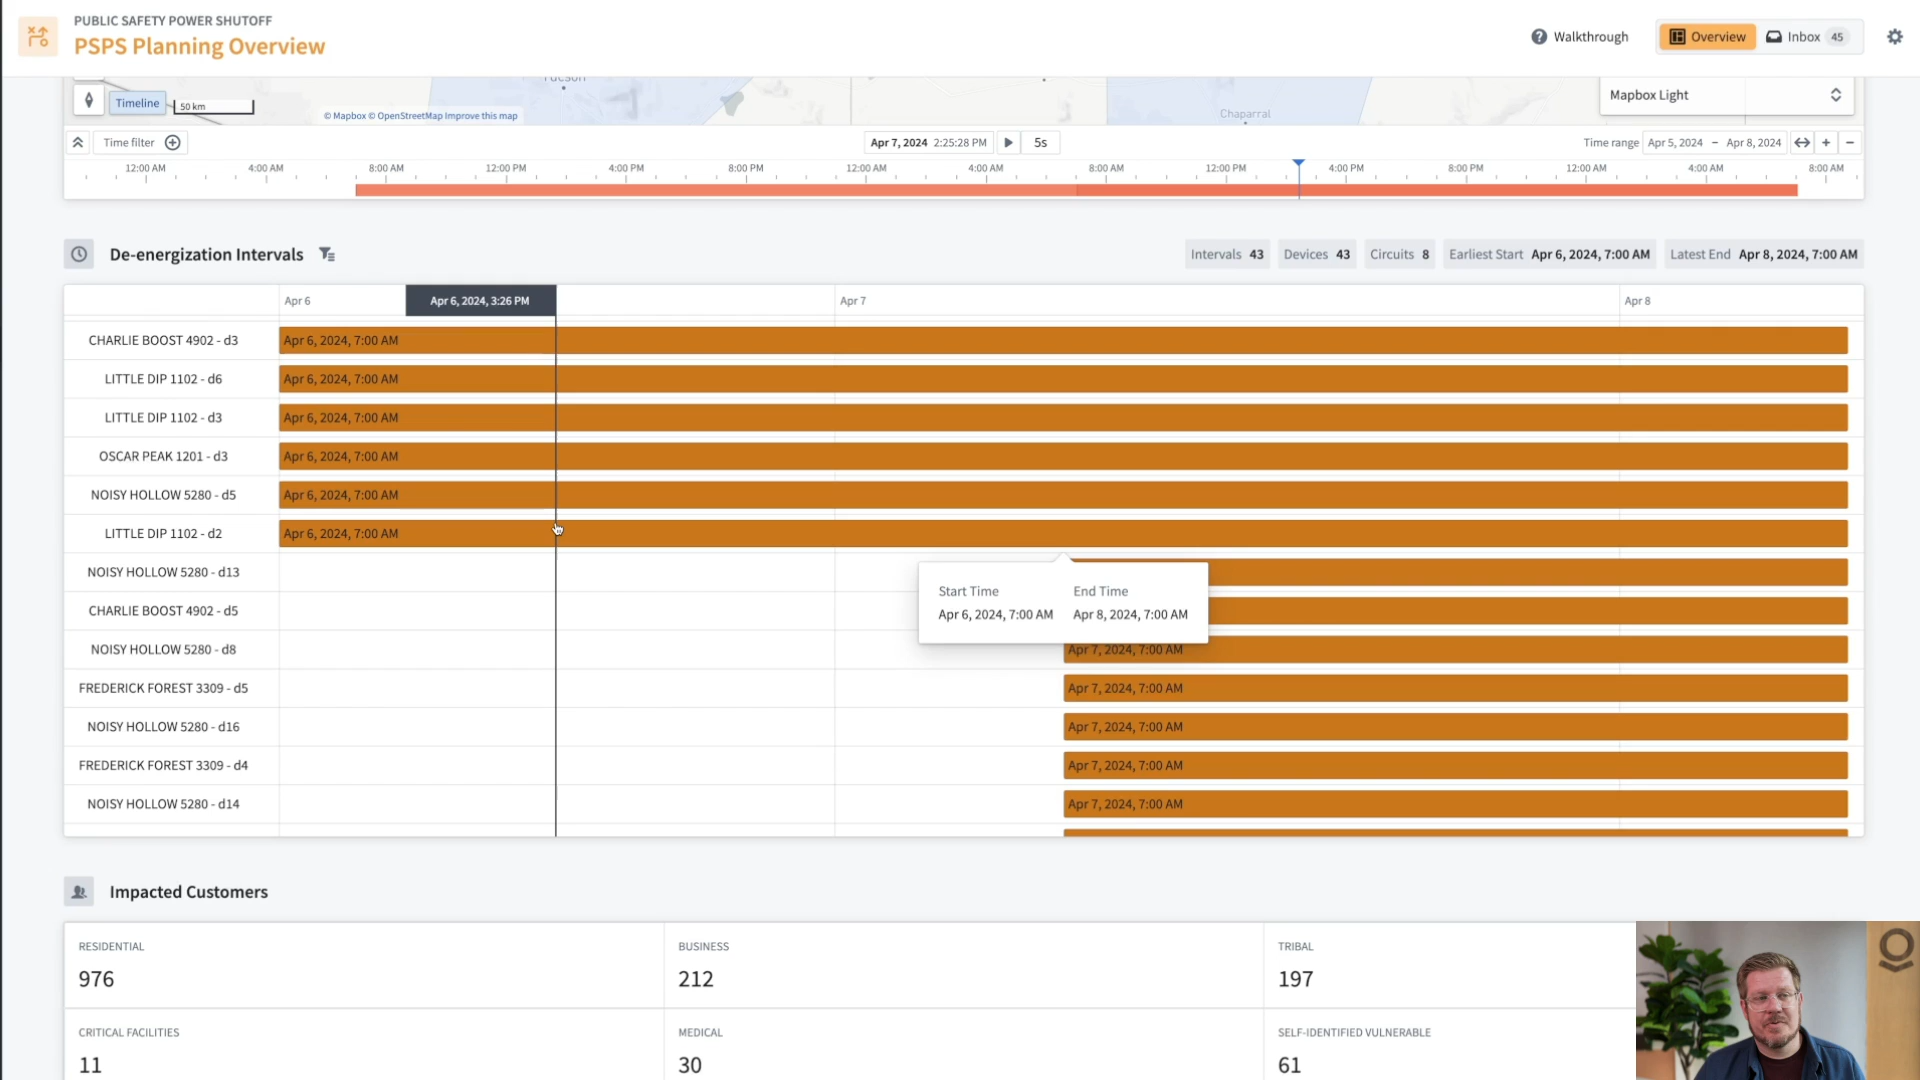 PUBLIC SAFETY POWER SHUTOFF
PSPS Planning Overview
Walkthrough
Overview
Inbox 45
Tucson
Chaparral
Timeline
50 km
© Mapbox © OpenStreetMap Improve this map
Mapbox Light
Time filter
Apr 7, 2024 2:25:28 PM
5s
Time range Apr 5, 2024 – Apr 8, 2024
12:00 AM 4:00 AM 8:00 AM 12:00 PM 4:00 PM 8:00 PM 12:00 AM 4:00 AM 8:00 AM 12:00 PM 4:00 PM 8:00 PM 12:00 AM 4:00 AM 8:00 AM
De-energization Intervals
Intervals 43
Devices 43
Circuits 8
Earliest Start Apr 6, 2024, 7:00 AM
Latest End Apr 8, 2024, 7:00 AM
Apr 6
Apr 6, 2024, 3:26 PM
Apr 7
Apr 8
CHARLIE BOOST 4902 - d3 Apr 6, 2024, 7:00 AM
LITTLE DIP 1102 - d6 Apr 6, 2024, 7:00 AM
LITTLE DIP 1102 - d3 Apr 6, 2024, 7:00 AM
OSCAR PEAK 1201 - d3 Apr 6, 2024, 7:00 AM
NOISY HOLLOW 5280 - d5 Apr 6, 2024, 7:00 AM
LITTLE DIP 1102 - d2 Apr 6, 2024, 7:00 AM
NOISY HOLLOW 5280 - d13
Start Time End Time
CHARLIE BOOST 4902 - d5
Apr 6, 2024, 7:00 AM Apr 8, 2024, 7:00 AM
NOISY HOLLOW 5280 - d8 Apr 7, 2024, 7:00 AM
FREDERICK FOREST 3309 - d5 Apr 7, 2024, 7:00 AM
NOISY HOLLOW 5280 - d16 Apr 7, 2024, 7:00 AM
FREDERICK FOREST 3309 - d4 Apr 7, 2024, 7:00 AM
NOISY HOLLOW 5280 - d14 Apr 7, 2024, 7:00 AM
Impacted Customers
RESIDENTIAL
976
BUSINESS
212
TRIBAL
197
CRITICAL FACILITIES
11
MEDICAL
30
SELF-IDENTIFIED VULNERABLE
61